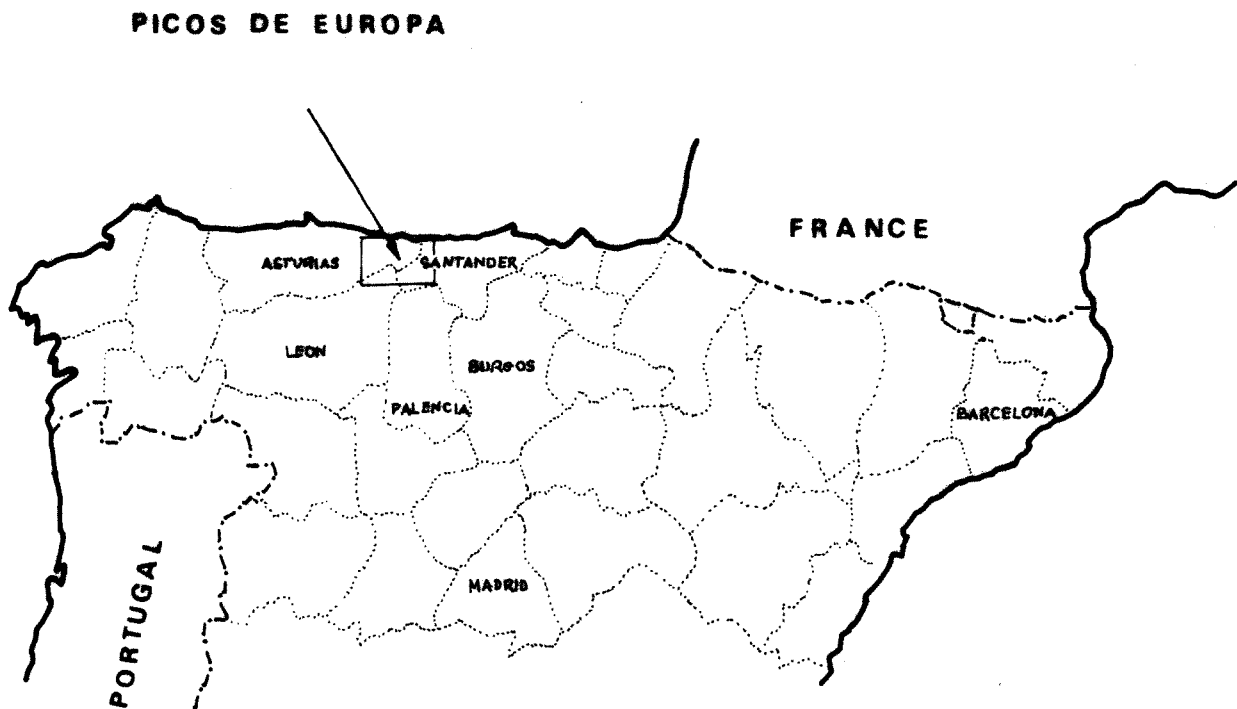 PICOS DE EUROPA
FRANCE
ASTURIAS
SANTANDER
LEON
BURGOS
PALENCIA
BARCELONA
MADRID
PORTUGAL